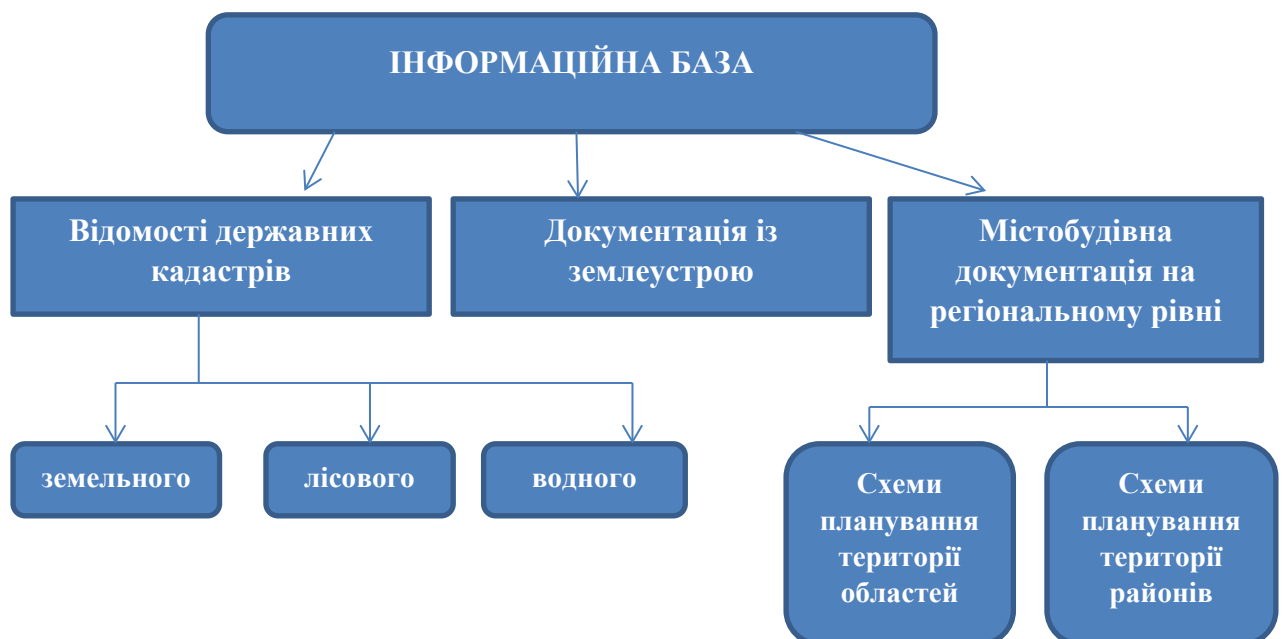 ІНФОРМАЦІЙНА БАЗА
Відомості державних
кадастрів
Документація із
землеустрою
Містобудівна
документація на
регіональному рівні
земельного
лісового
водного
Схеми
планування
території
областей
Схеми
планування
території
районів